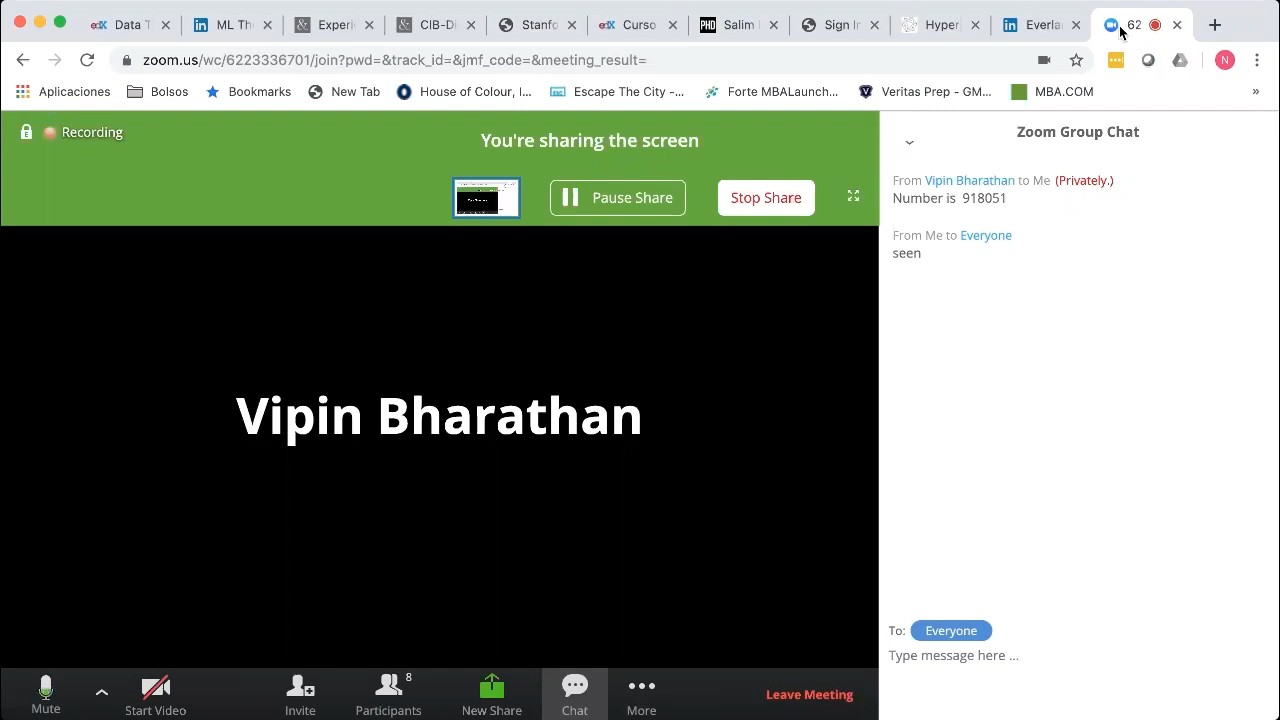 Data T
ML Th
Experi
CIB-Di
Stanfo
Curso
Salim
Sign In
Hyper
Everla
62
zoom.us/wc/6223336701/join?pwd=&track_id=&jmf_code=&meeting_result=
N
Aplicaciones
Bolsos
Bookmarks
New Tab
House of Colour, I...
Escape The City -...
Forte MBALaunch...
Veritas Prep - GM...
MBA.COM
»
Recording
You're sharing the screen
Pause Share
Stop Share
Vipin Bharathan
Zoom Group Chat
From Vipin Bharathan to Me (Privately.)
Number is 918051
From Me to Everyone
seen
To: Everyone
Type message here ...
Mute
Start Video
Invite
8
Participants
New Share
Chat
More
Leave Meeting